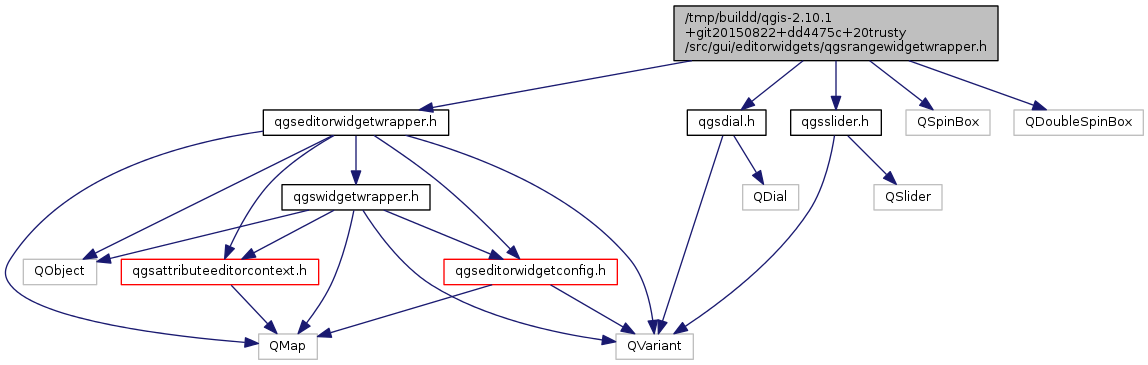 /tmp/buildd/qgis-2.10.1
+git20150822+dd4475c+20trusty
/src/gui/editorwidgets/qgsrangewidgetwrapper.h
qgseditorwidgetwrapper.h
qgsdial.h
qgsslider.h
QSpinBox
QDoubleSpinBox
qgswidgetwrapper.h
QDial
QSlider
QObject
qgsattributeeditorcontext.h
qgseditorwidgetconfig.h
QMap
QVariant